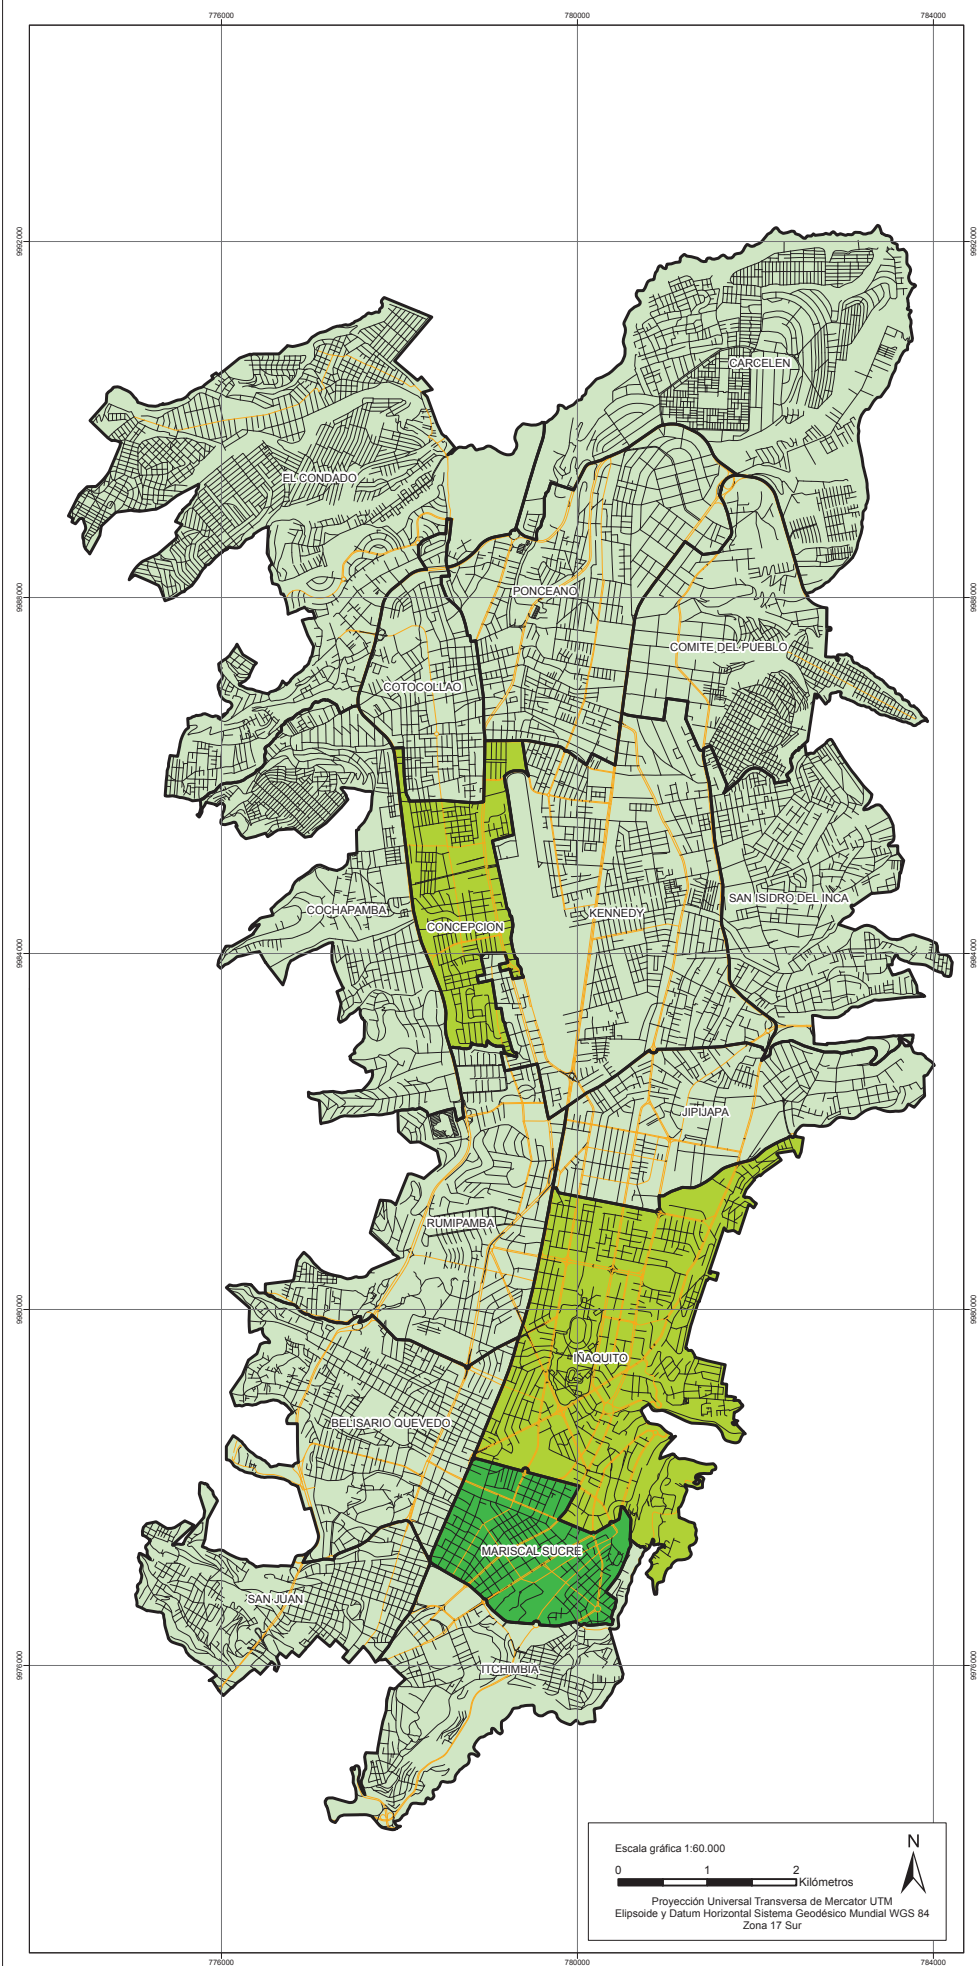 776000
780000
784000
9992000
9992000
CARCELEN
EL CONDADO
9988000
9988000
PONCEANO
COMITE DEL PUEBLO
COTOCOLLAO
SAN ISIDRO DEL INCA
COCHAPAMBA
KENNEDY
CONCEPCION
9984000
9984000
JIPIJAPA
RUMIPAMBA
9980000
9980000
IÑAQUITO
BELISARIO QUEVEDO
MARISCAL SUCRE
SAN JUAN
ITCHIMBIA
9976000
9976000
Escala gráfica 1:60.000
N
0
1
2
Kilómetros
Proyección Universal Transversa de Mercator UTM
Elipsoide y Datum Horizontal Sistema Geodésico Mundial WGS 84
Zona 17 Sur
776000
780000
784000